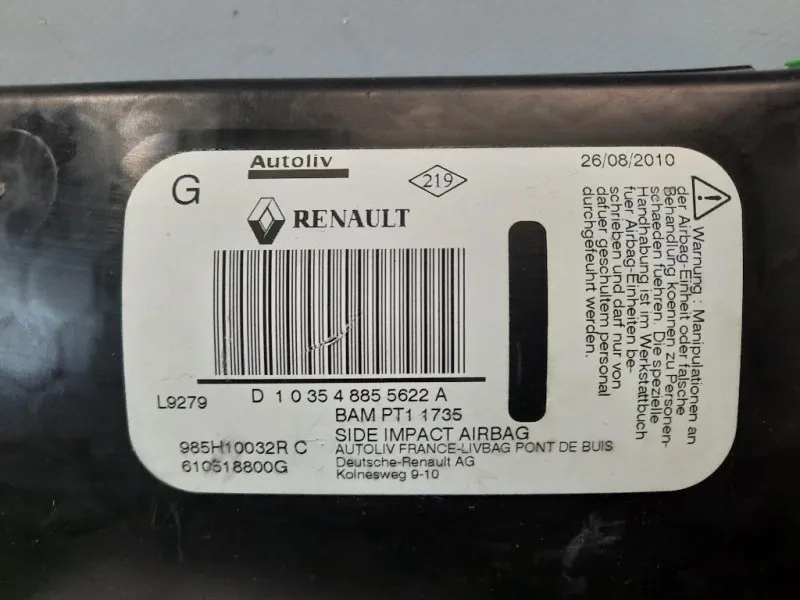 Autoliv
G
219
26/08/2010
RENAULT
L9279
D 1 0 354 885 5622 A
BAM PT1 1735
SIDE IMPACT AIRBAG
985H10032R C
AUTOLIV FRANCE-LIVBAG PONT DE BUIS
610518800G
Deutsche-Renault AG
Kolnesweg 9-10
Warnung : Manipulationen an
der Airbag-Einheit oder falsche
Behandlung koennen zu Personen-
schaeden fuehren. Die spezielle
Handhabung ist im Werkstattbuch
fuer Airbag-Einheiten be-
schrieben und darf nur von
dafuer geschultem personal
durchgefeuhrt werden.